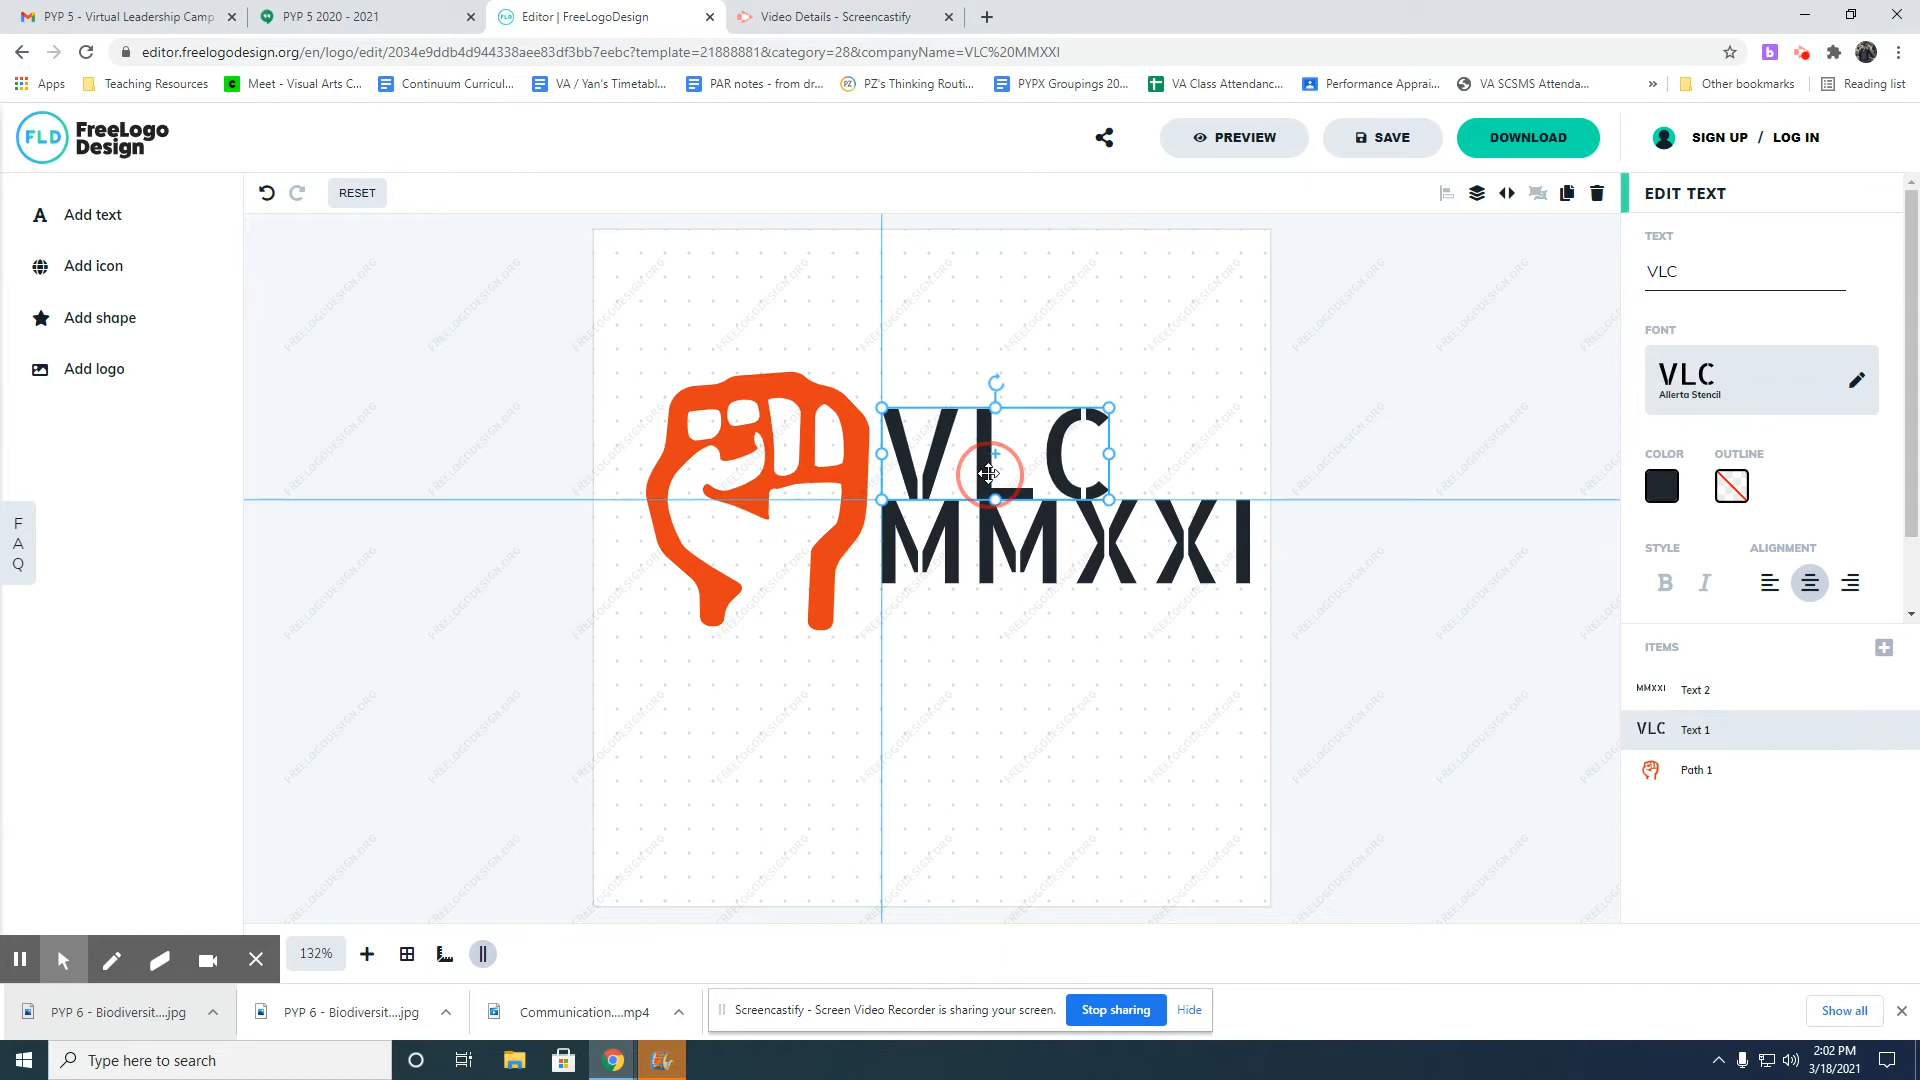 PYP 5 - Virtual Leadership Camp
PYP 5 2020 - 2021
Editor | FreeLogoDesign
Video Details - Screencastify
editor.freelogodesign.org/en/logo/edit/2034e9ddb4d944338aee83df3bb7eebc?template=21888881&category=28&companyName=VLC%20MMXXI
Apps
Teaching Resources
Meet - Visual Arts C...
Continuum Curricul...
VA / Yan's Timetabl...
PAR notes - from dr...
PZ's Thinking Routi...
PYPX Groupings 20...
VA Class Attendanc...
Performance Apprai...
VA SCSMS Attenda...
»
Other bookmarks
Reading list
FLD
FreeLogo
Design
PREVIEW
SAVE
DOWNLOAD
SIGN UP / LOG IN
RESET
EDIT TEXT
Add text
Add icon
Add shape
Add logo
F
A
Q
VLC
MMXXI
FREELOGODESIGN.ORG
TEXT
VLC
FONT
VLC
Allerta Stencil
COLOR
OUTLINE
STYLE
ALIGNMENT
B I
ITEMS
MMXXI Text 2
VLC Text 1
Path 1
132%
PYP 6 - Biodiversit....jpg
PYP 6 - Biodiversit....jpg
Communication....mp4
Screencastify - Screen Video Recorder is sharing your screen.
Stop sharing
Hide
Show all
Type here to search
2:02 PM
3/18/2021